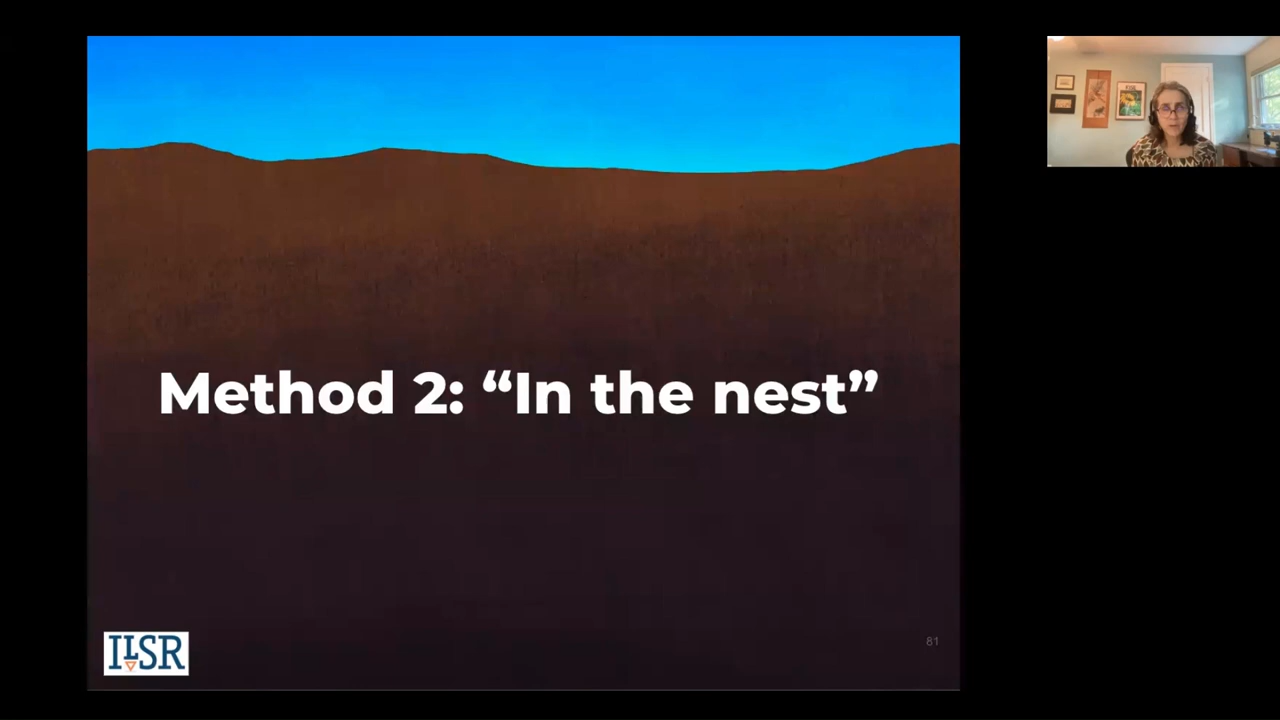 Method 2: “In the nest”
ILSR
81